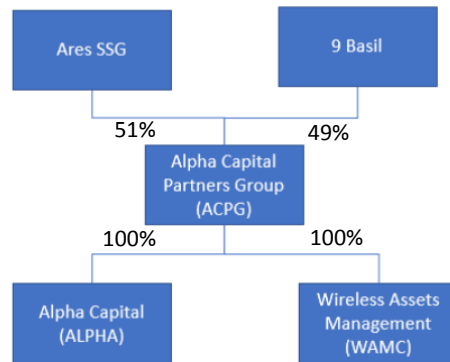 Ares SSG
9 Basil
51%
49%
Alpha Capital
Partners Group
(ACPG)
100%
100%
Alpha Capital
(ALPHA)
Wireless Assets
Management
(WAMC)